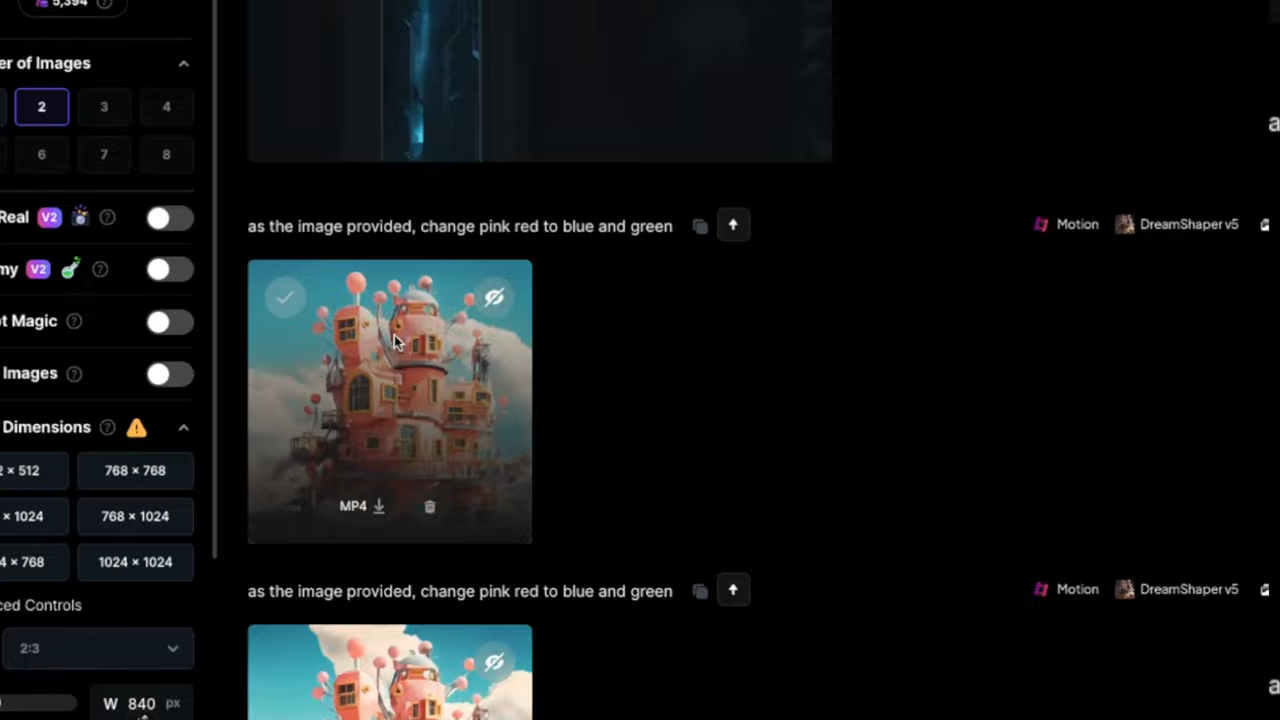 5,394
er of Images
2 3 4
6 7 8
Real V2
my V2
t Magic
Images
Dimensions
2 × 512 768 × 768
× 1024 768 × 1024
4 × 768 1024 × 1024
ced Controls
2:3
W 840 px
as the image provided, change pink red to blue and green
Motion DreamShaper v5
MP4
as the image provided, change pink red to blue and green
Motion DreamShaper v5